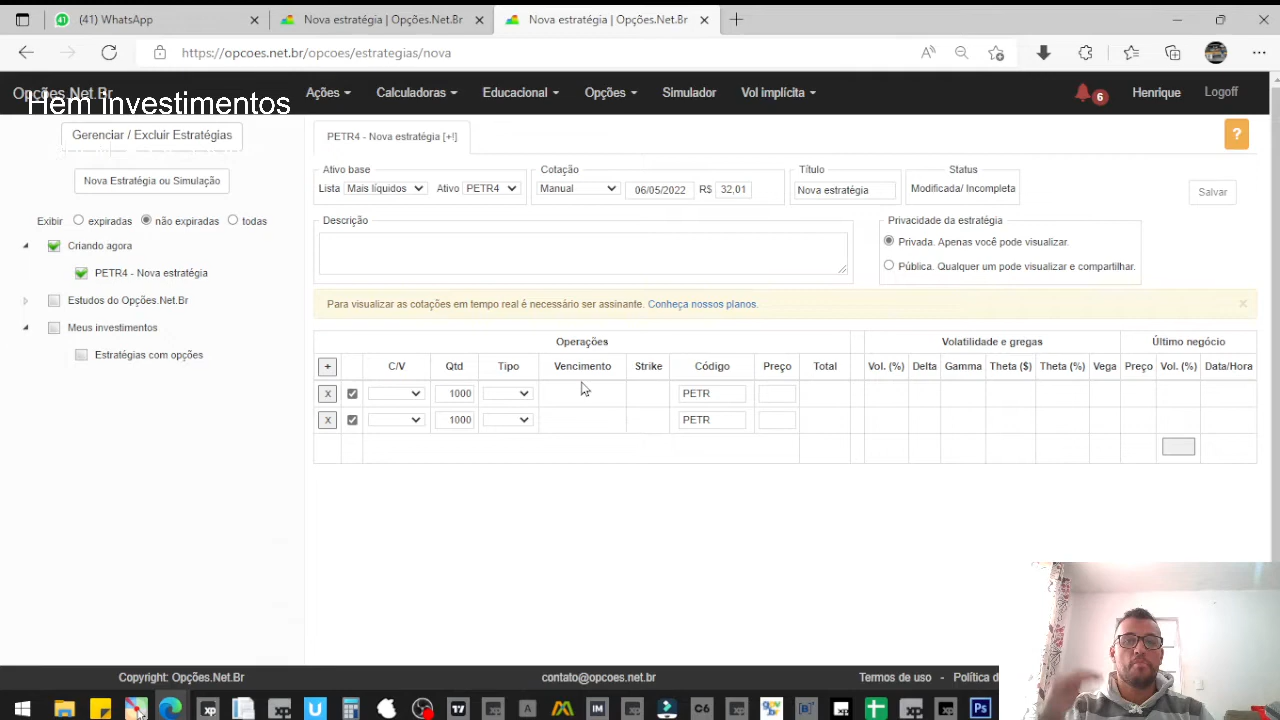 (41) WhatsApp
Nova estratégia | Opções.Net.Br
Nova estratégia | Opções.Net.Br
https://opcoes.net.br/opcoes/estrategias/nova
Opções.Net.Br
Hem Investimentos
Ações
Calculadoras
Educacional
Opções
Simulador
Vol implícita
6
Henrique
Logoff
Gerenciar / Excluir Estratégias
PETR4 - Nova estratégia [+!]
?
Nova Estratégia ou Simulação
Ativo base
Lista Mais líquidos Ativo PETR4
Cotação
Manual 06/05/2022 R$ 32,01
Título
Nova estratégia
Status
Modificada/ Incompleta
Salvar
Exibir expiradas não expiradas todas
Criando agora
PETR4 - Nova estratégia
Estudos do Opções.Net.Br
Meus investimentos
Estratégias com opções
Descrição
Privacidade da estratégia
Privada. Apenas você pode visualizar.
Pública. Qualquer um pode visualizar e compartilhar.
Para visualizar as cotações em tempo real é necessário ser assinante. Conheça nossos planos.
Operações Volatilidade e gregas Último negócio
+ C/V Qtd Tipo Vencimento Strike Código Preço Total Vol. (%) Delta Gamma Theta ($) Theta (%) Vega Preço Vol. (%) Data/Hora
X 1000 PETR
X 1000 PETR
Copyright: Opções.Net.Br
contato@opcoes.net.br
Termos de uso - Política d